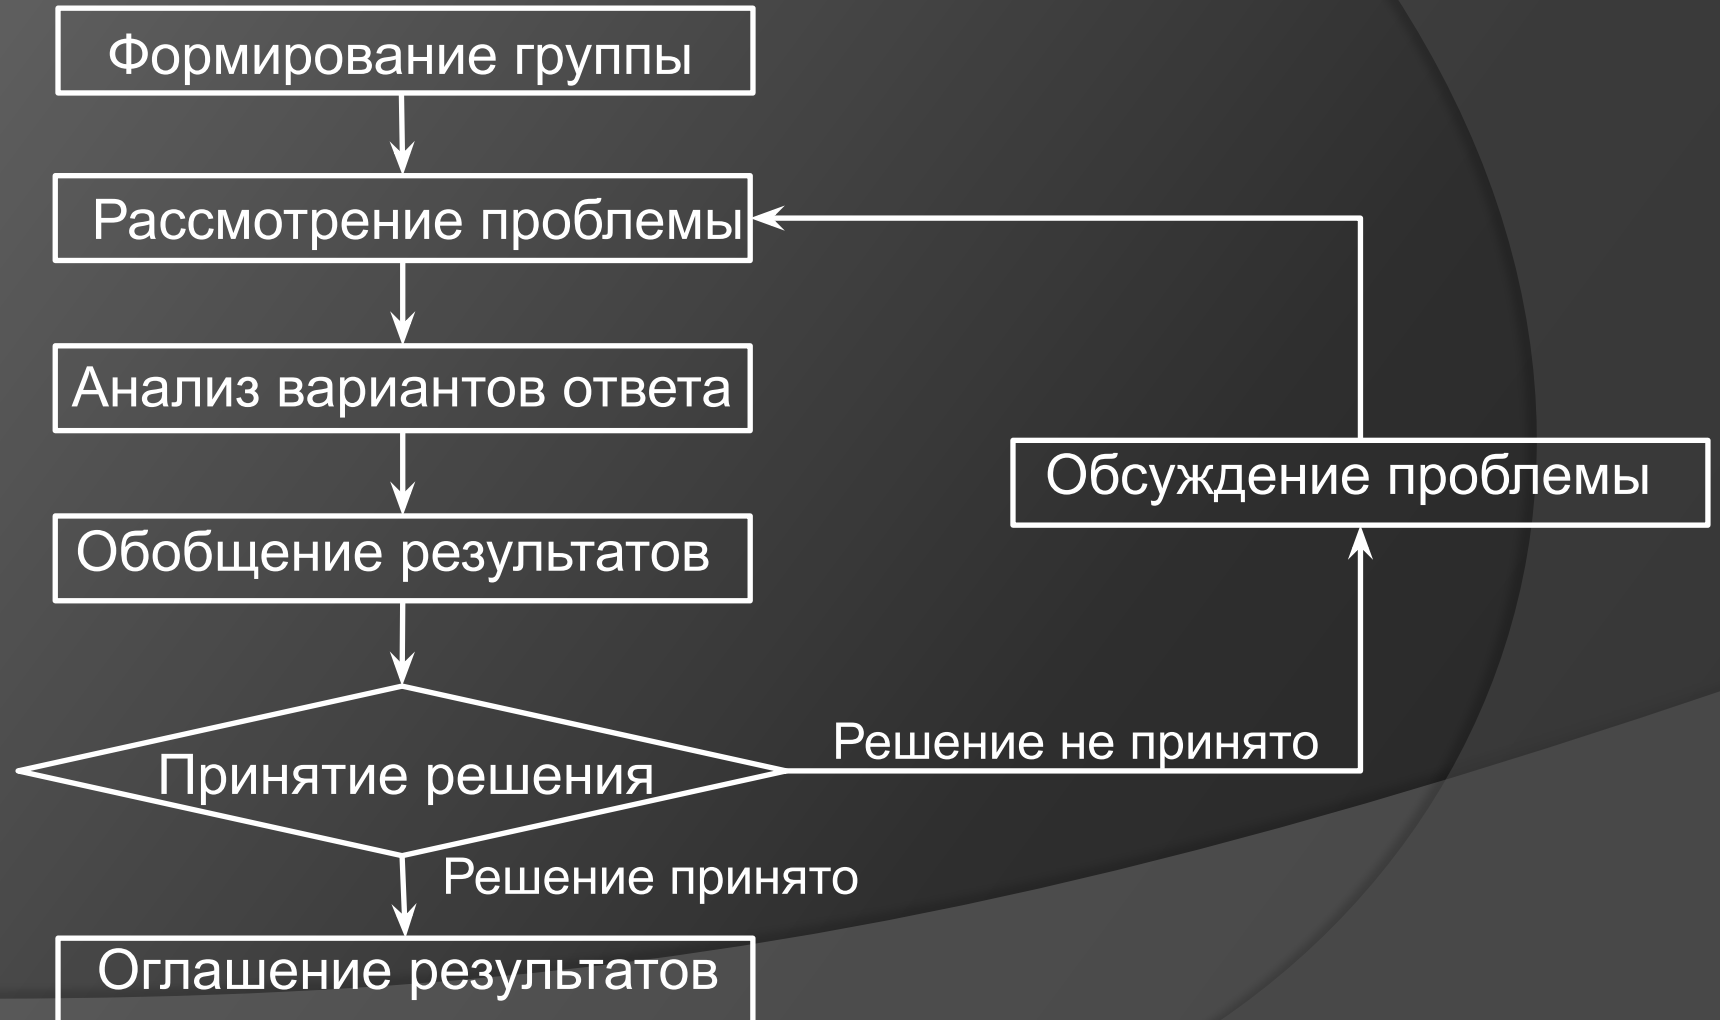 Формирование группы
Рассмотрение проблемы
Анализ вариантов ответа
Обсуждение проблемы
Обобщение результатов
Решение не принято
Принятие решения
Решение принято
Оглашение результатов